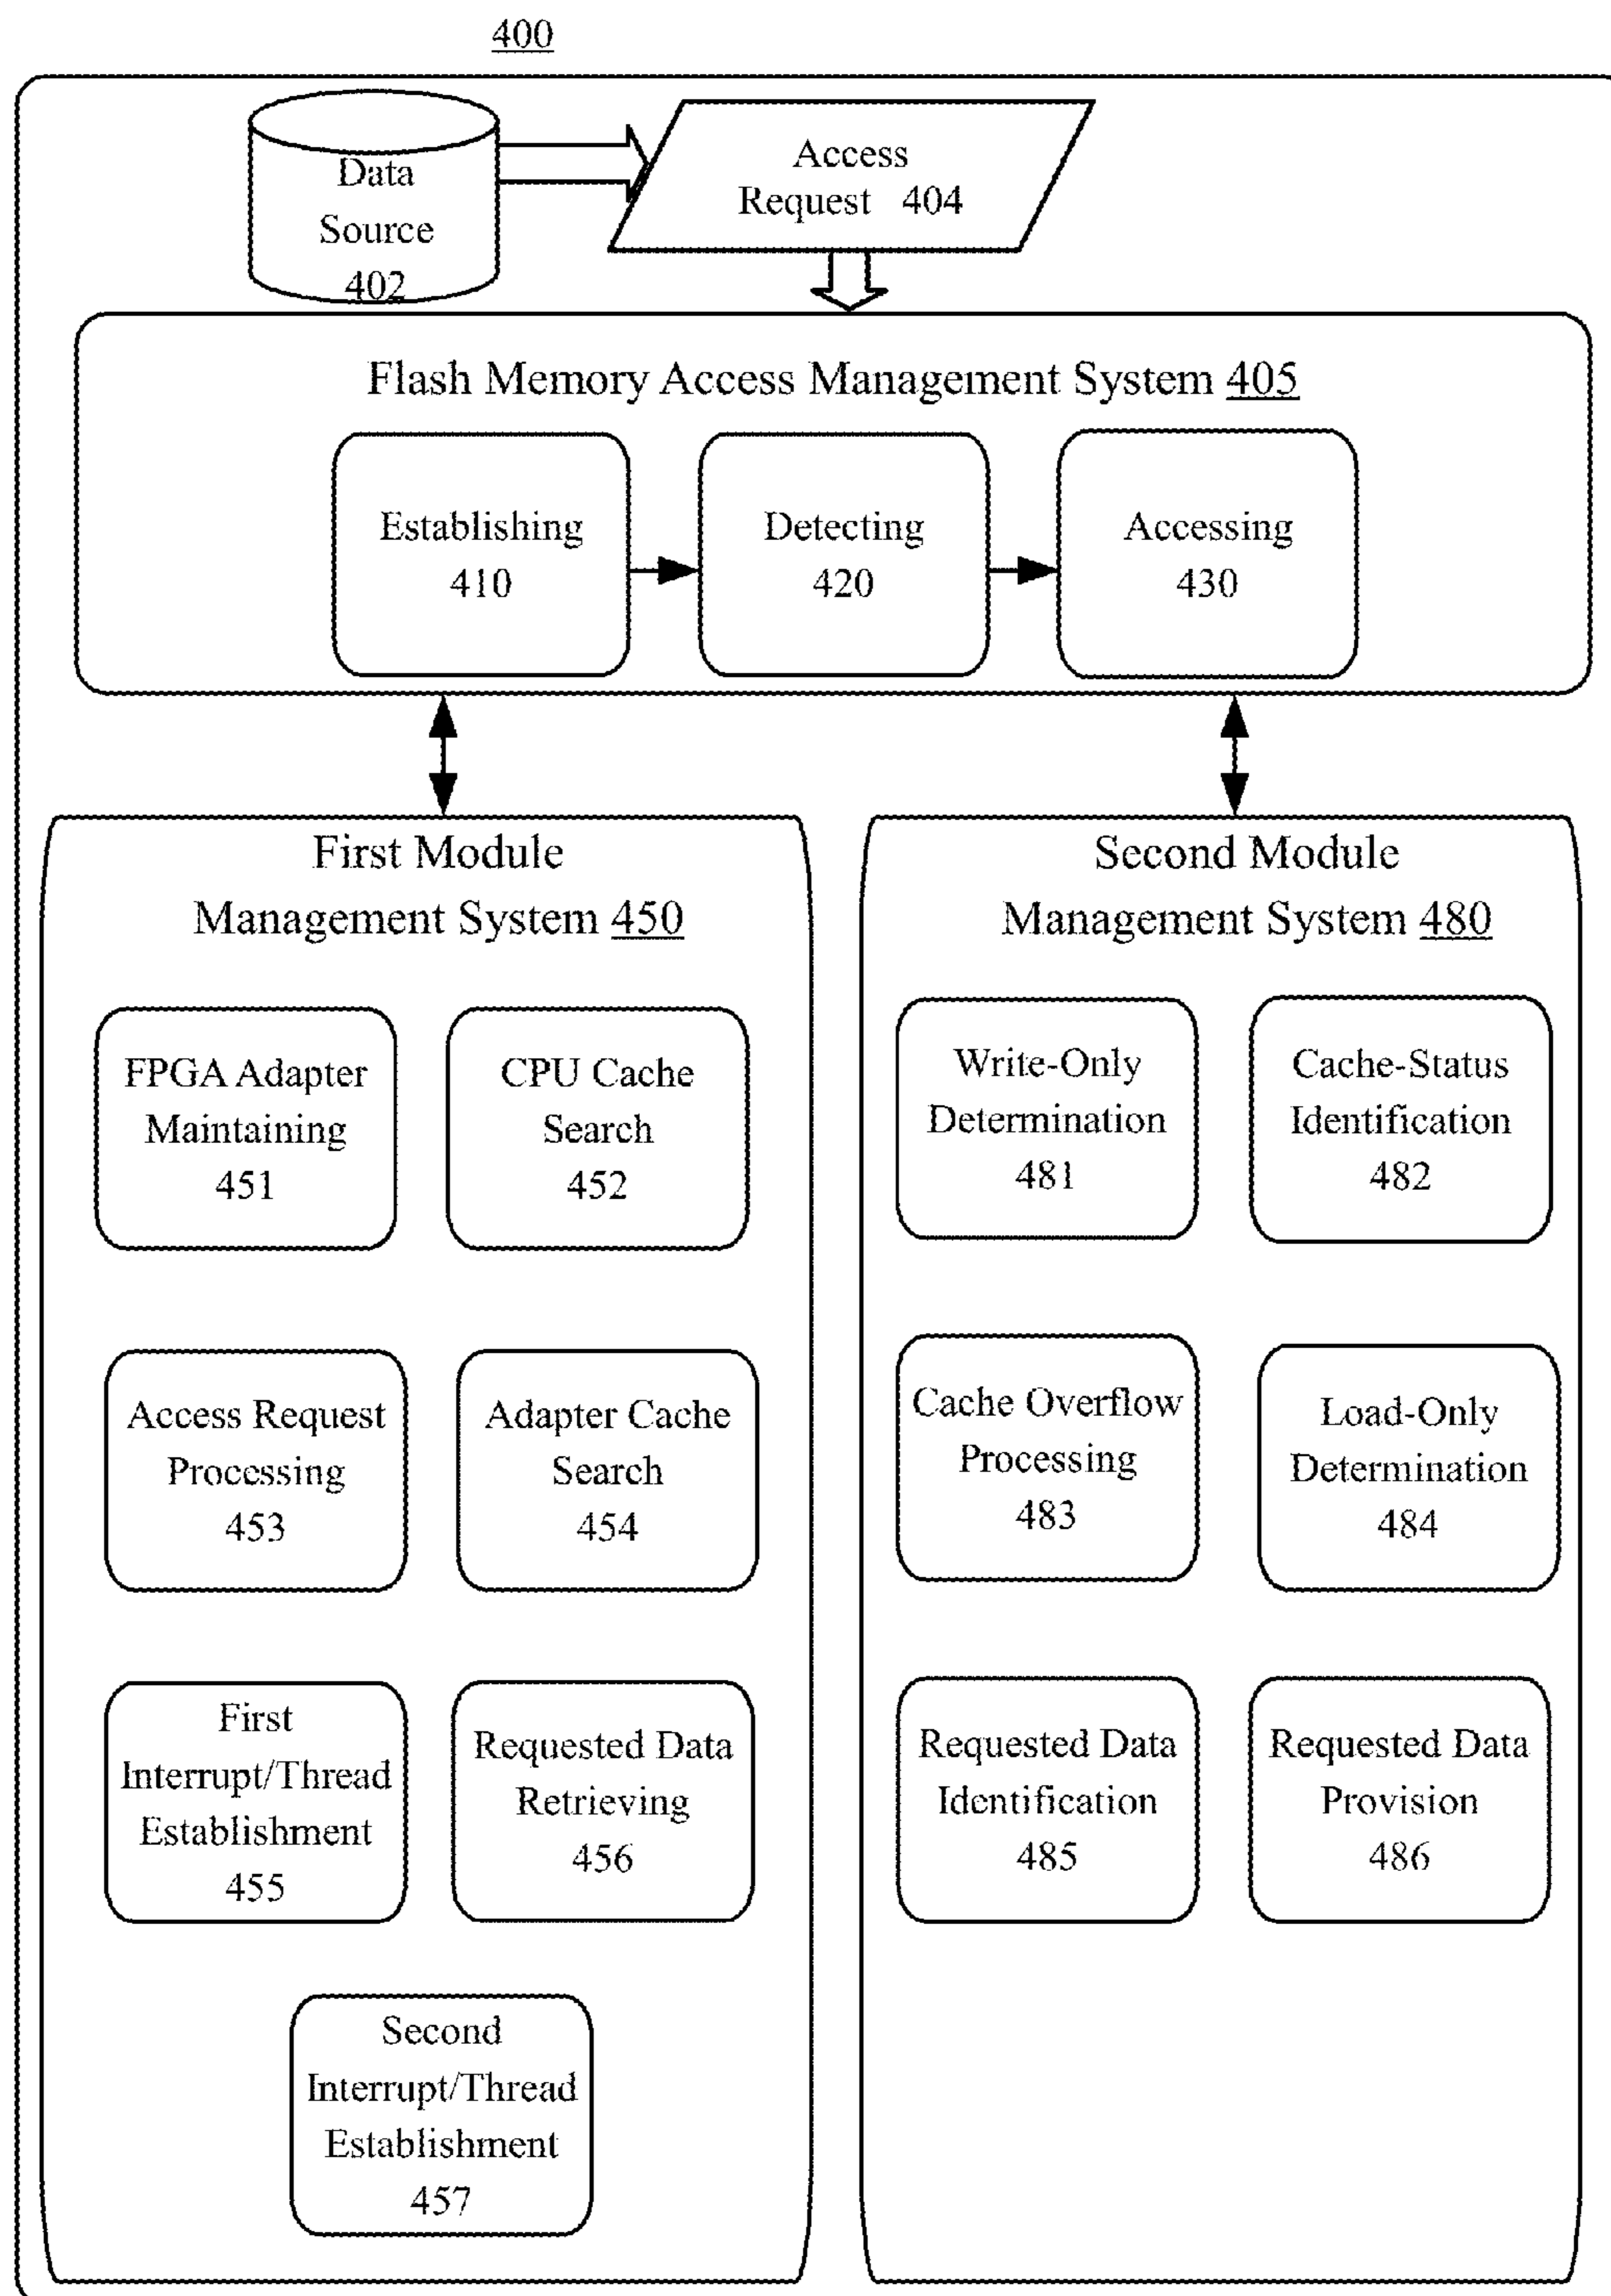 400
Data
Source
402
Access
Request 404
Flash Memory Access Management System 405
Establishing
410
Detecting
420
Accessing
430
First Module
Management System 450
FPGA Adapter
Maintaining
451
CPU Cache
Search
452
Access Request
Processing
453
Adapter Cache
Search
454
First
Interrupt/Thread
Establishment
455
Requested Data
Retrieving
456
Second
Interrupt/Thread
Establishment
457
Second Module
Management System 480
Write-Only
Determination
481
Cache-Status
Identification
482
Cache Overflow
Processing
483
Load-Only
Determination
484
Requested Data
Identification
485
Requested Data
Provision
486